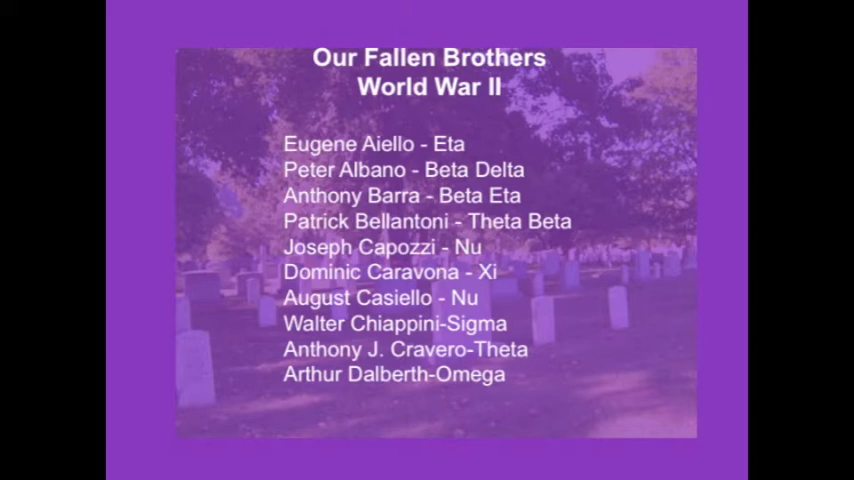 Our Fallen Brothers
World War II
Eugene Aiello - Eta
Peter Albano - Beta Delta
Anthony Barra - Beta Eta
Patrick Bellantoni - Theta Beta
Joseph Capozzi - Nu
Dominic Caravona - Xi
August Casiello - Nu
Walter Chiappini-Sigma
Anthony J. Cravero-Theta
Arthur Dalberth-Omega